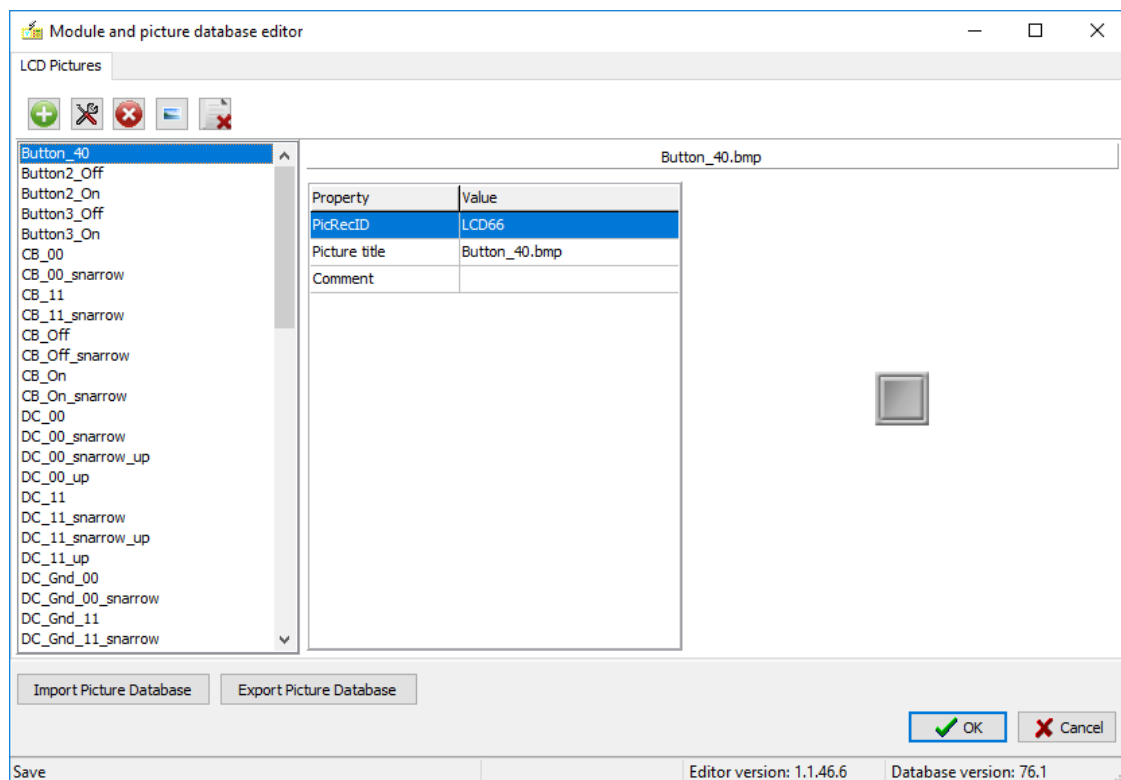 Module and picture database editor
LCD Pictures
Button_40
Button2_Off
Button2_On
Button3_Off
Button3_On
CB_00
CB_00_snarrow
CB_11
CB_11_snarrow
CB_Off
CB_Off_snarrow
CB_On
CB_On_snarrow
DC_00
DC_00_snarrow
DC_00_snarrow_up
DC_00_up
DC_11
DC_11_snarrow
DC_11_snarrow_up
DC_11_up
DC_Gnd_00
DC_Gnd_00_snarrow
DC_Gnd_11
DC_Gnd_11_snarrow
Button_40.bmp
Property Value
PicRecID LCD66
Picture title Button_40.bmp
Comment
Import Picture Database Export Picture Database
OK Cancel
Save Editor version: 1.1.46.6 Database version: 76.1